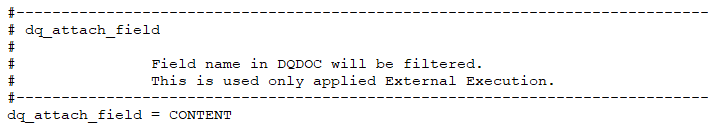 #----------------------------------------------------------------------
# dq_attach_field
#
#              Field name in DQDOC will be filtered.
#              This is used only applied External Execution.
#----------------------------------------------------------------------
dq_attach_field = CONTENT